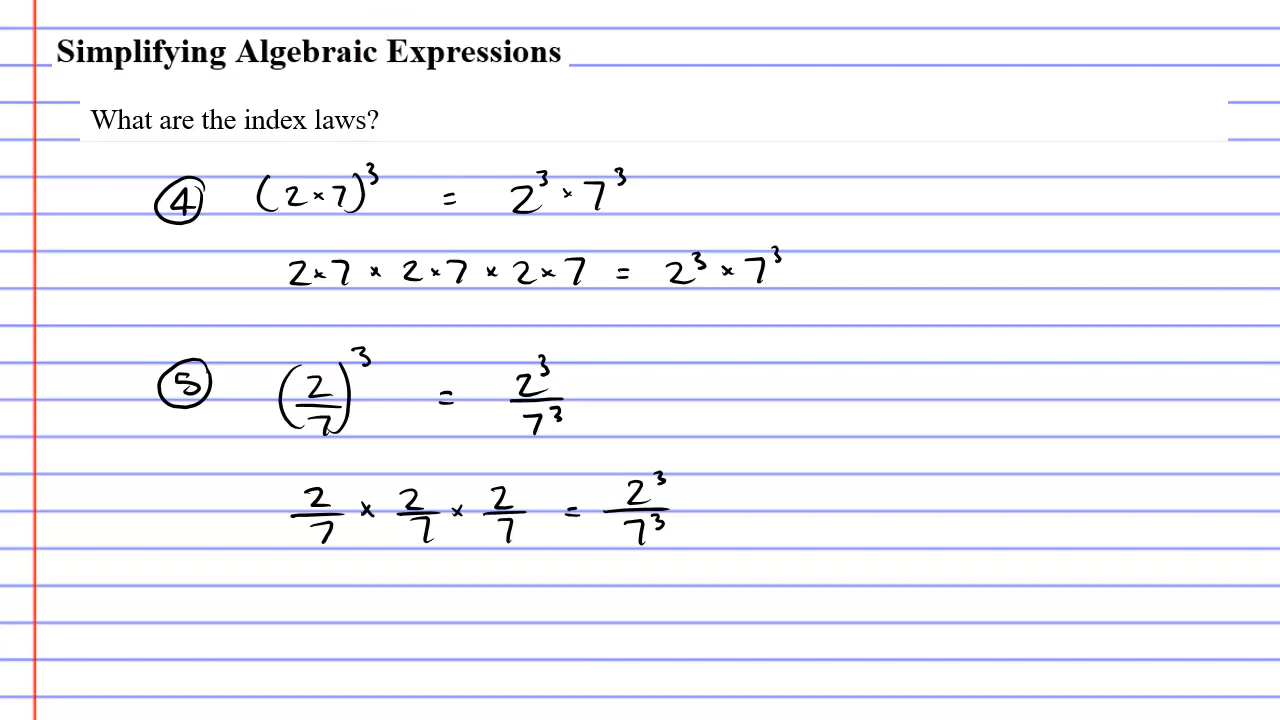 Simplifying Algebraic Expressions
What are the index laws?
④ (2 × 7)³ = 2³ × 7³
2 × 7 × 2 × 7 × 2 × 7 = 2³ × 7³
⑤ (2/7)³ = 2³/7³
2/7 × 2/7 × 2/7 = 2³/7³